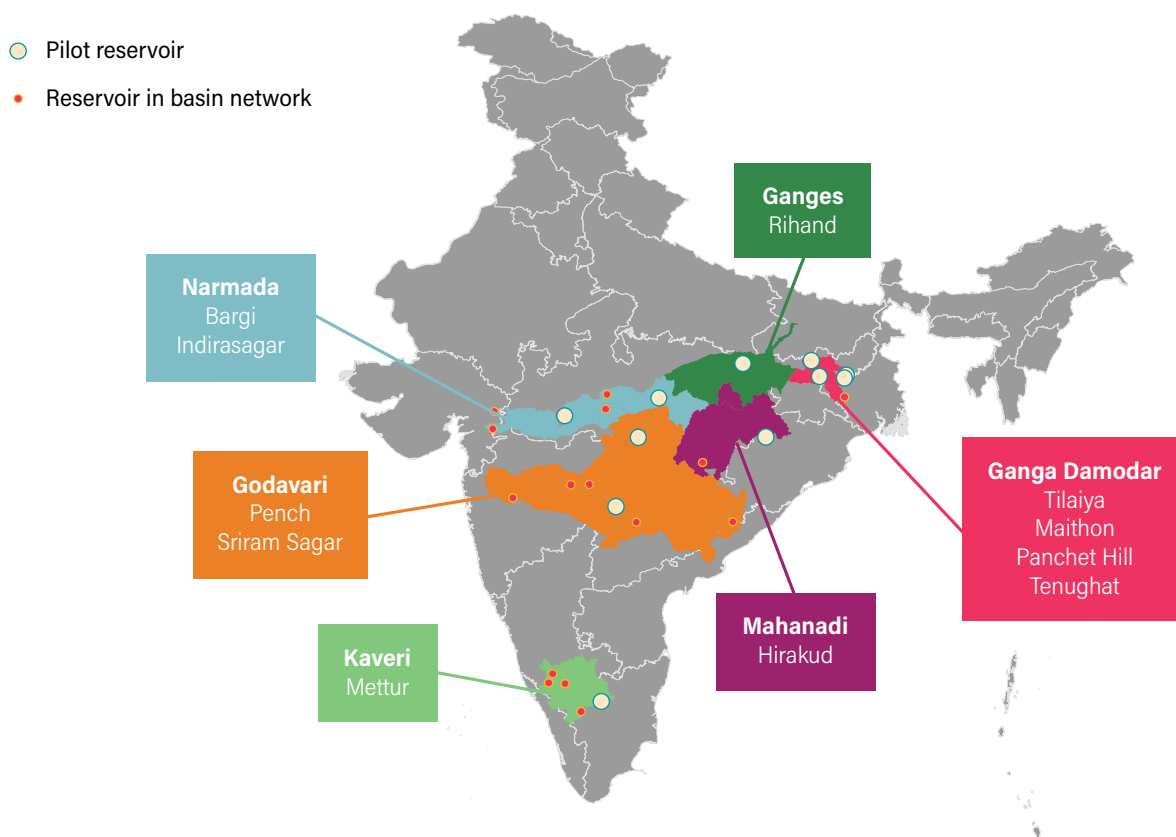 Pilot reservoir
Reservoir in basin network
Ganges
Rihand
Narmada
Bargi
Indirasagar
Godavari
Pench
Sriram Sagar
Ganga Damodar
Tilaiya
Maithon
Panchet Hill
Tenughat
Mahanadi
Hirakud
Kaveri
Mettur